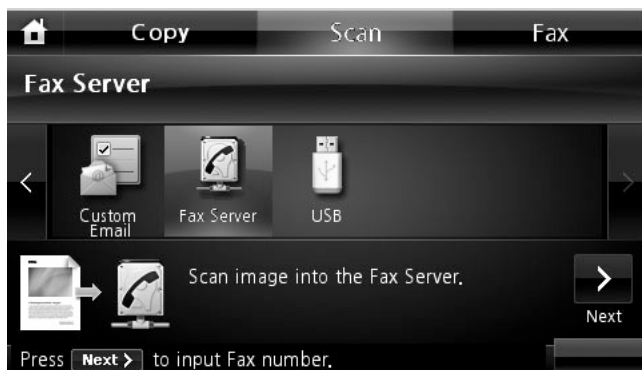 Copy Scan Fax
Fax Server
Custom Email Fax Server USB
Scan image into the Fax Server.
Next
Press Next > to input Fax number.